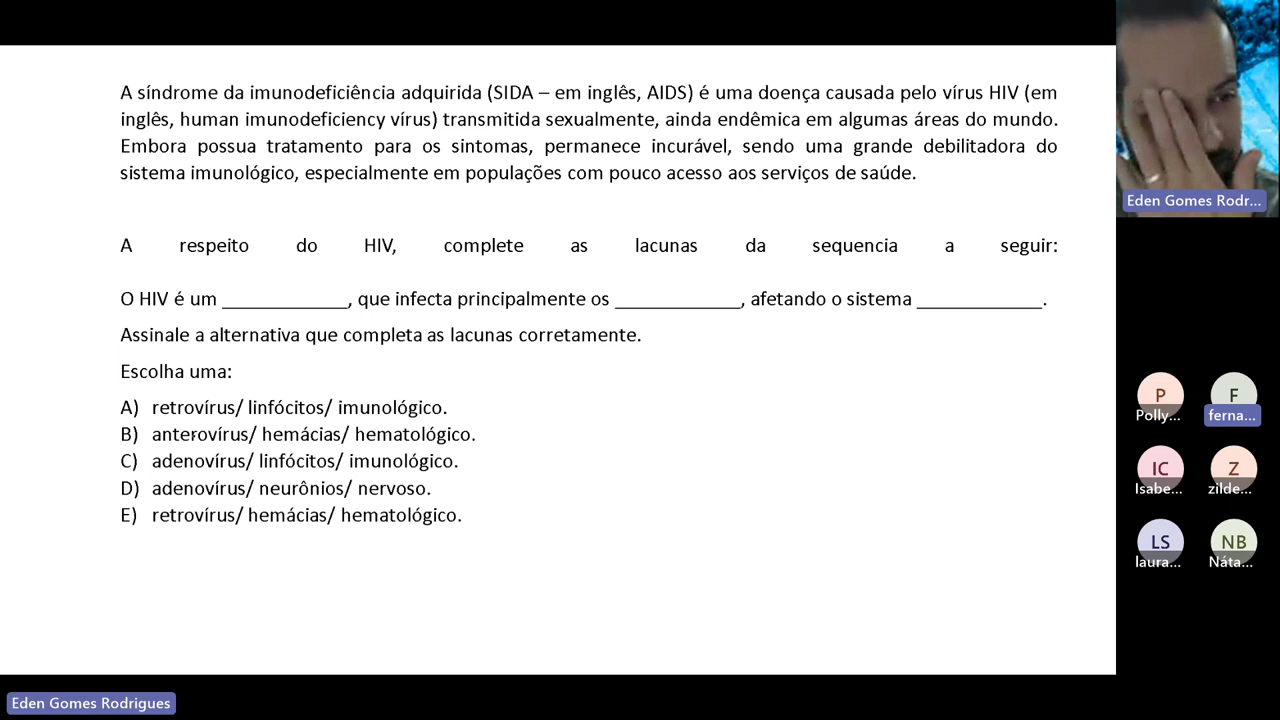 A síndrome da imunodeficiência adquirida (SIDA – em inglês, AIDS) é uma doença causada pelo vírus HIV (em
inglês, human imunodeficiency vírus) transmitida sexualmente, ainda endêmica em algumas áreas do mundo.
Embora possua tratamento para os sintomas, permanece incurável, sendo uma grande debilitadora do
sistema imunológico, especialmente em populações com pouco acesso aos serviços de saúde.
A respeito do HIV, complete as lacunas da sequencia a seguir:
O HIV é um ____________, que infecta principalmente os ____________, afetando o sistema ____________.
Assinale a alternativa que completa as lacunas corretamente.
Escolha uma:
A) retrovírus/ linfócitos/ imunológico.
B) anterovírus/ hemácias/ hematológico.
C) adenovírus/ linfócitos/ imunológico.
D) adenovírus/ neurônios/ nervoso.
E) retrovírus/ hemácias/ hematológico.
Eden Gomes Rodr...
P F
Polly... ferna...
IC Z
Isabe... zilde...
LS NB
laura... Náta...
Eden Gomes Rodrigues